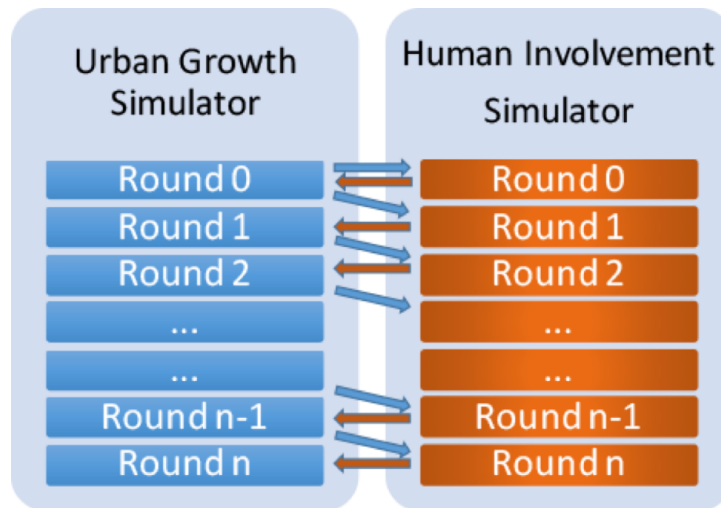 Urban Growth
Simulator
Round 0
Round 1
Round 2
...
...
Round n-1
Round n
Human Involvement
Simulator
Round 0
Round 1
Round 2
...
...
Round n-1
Round n